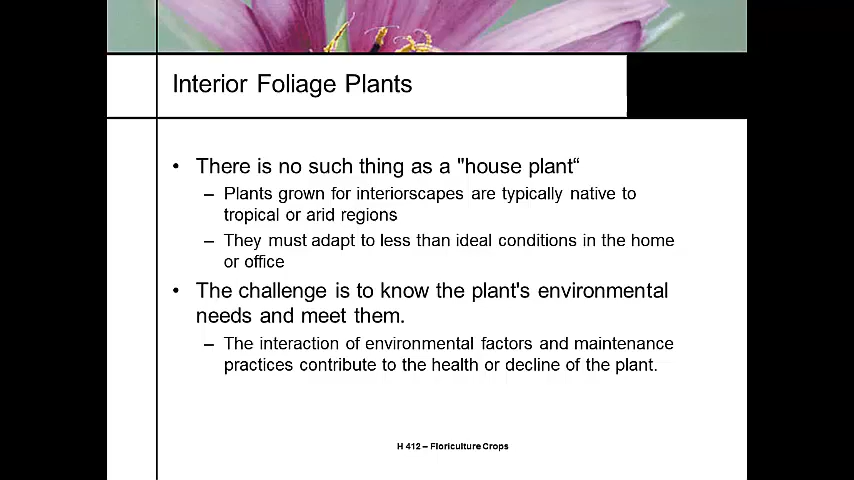 Interior Foliage Plants
• There is no such thing as a "house plant“
– Plants grown for interiorscapes are typically native to
tropical or arid regions
– They must adapt to less than ideal conditions in the home
or office
• The challenge is to know the plant's environmental
needs and meet them.
– The interaction of environmental factors and maintenance
practices contribute to the health or decline of the plant.
H 412 – Floriculture Crops